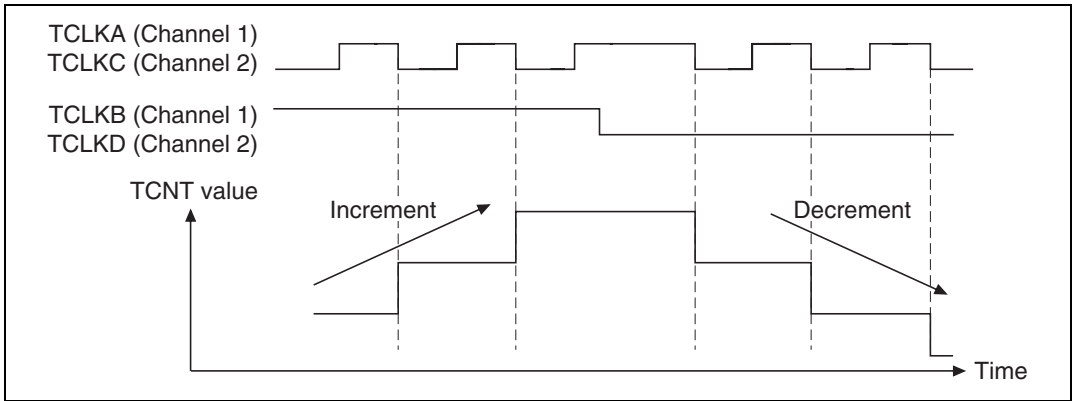 TCLKA (Channel 1)
TCLKC (Channel 2)
TCLKB (Channel 1)
TCLKD (Channel 2)
TCNT value
Increment
Decrement
Time